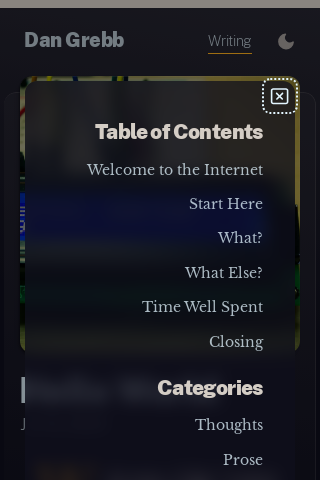 Dan Grebb
Writing
Table of Contents
Welcome to the Internet
Start Here
What?
What Else?
Time Well Spent
Closing
Categories
Thoughts
Prose